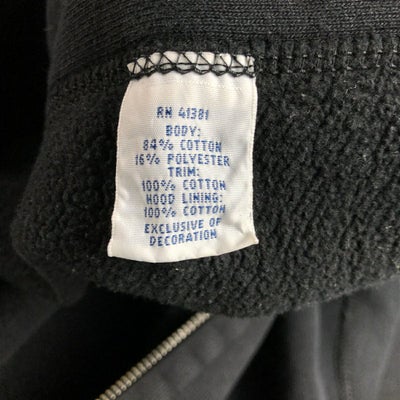 RN 41381
BODY:
84% COTTON
16% POLYESTER
TRIM:
100% COTTON
HOOD LINING:
100% COTTON
EXCLUSIVE OF
DECORATION